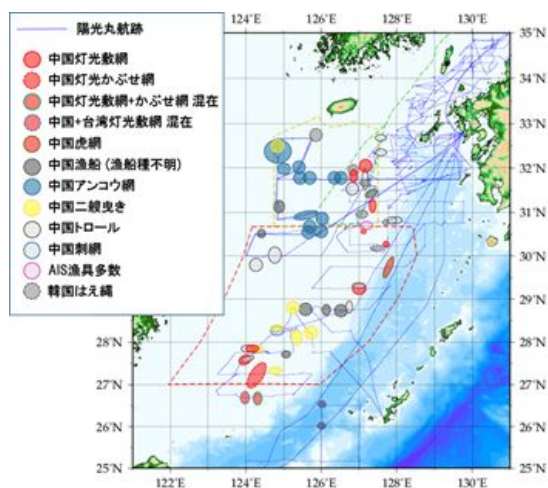 124°E
126°E
128°E
130°E
陽光丸航跡
中国灯光敷網
中国灯光かぶせ網
中国灯光敷網+かぶせ網 混在
中国+台湾灯光敷網 混在
中国虎網
中国漁船 (漁船種不明)
中国アンコウ網
中国二艘曳き
中国トロール
中国刺網
AIS漁具多数
韓国はえ縄
35°N
34°N
33°N
32°N
31°N
30°N
29°N
28°N
28°N
27°N
27°N
26°N
26°N
25°N
25°N
122°E
124°E
126°E
128°E
130°E